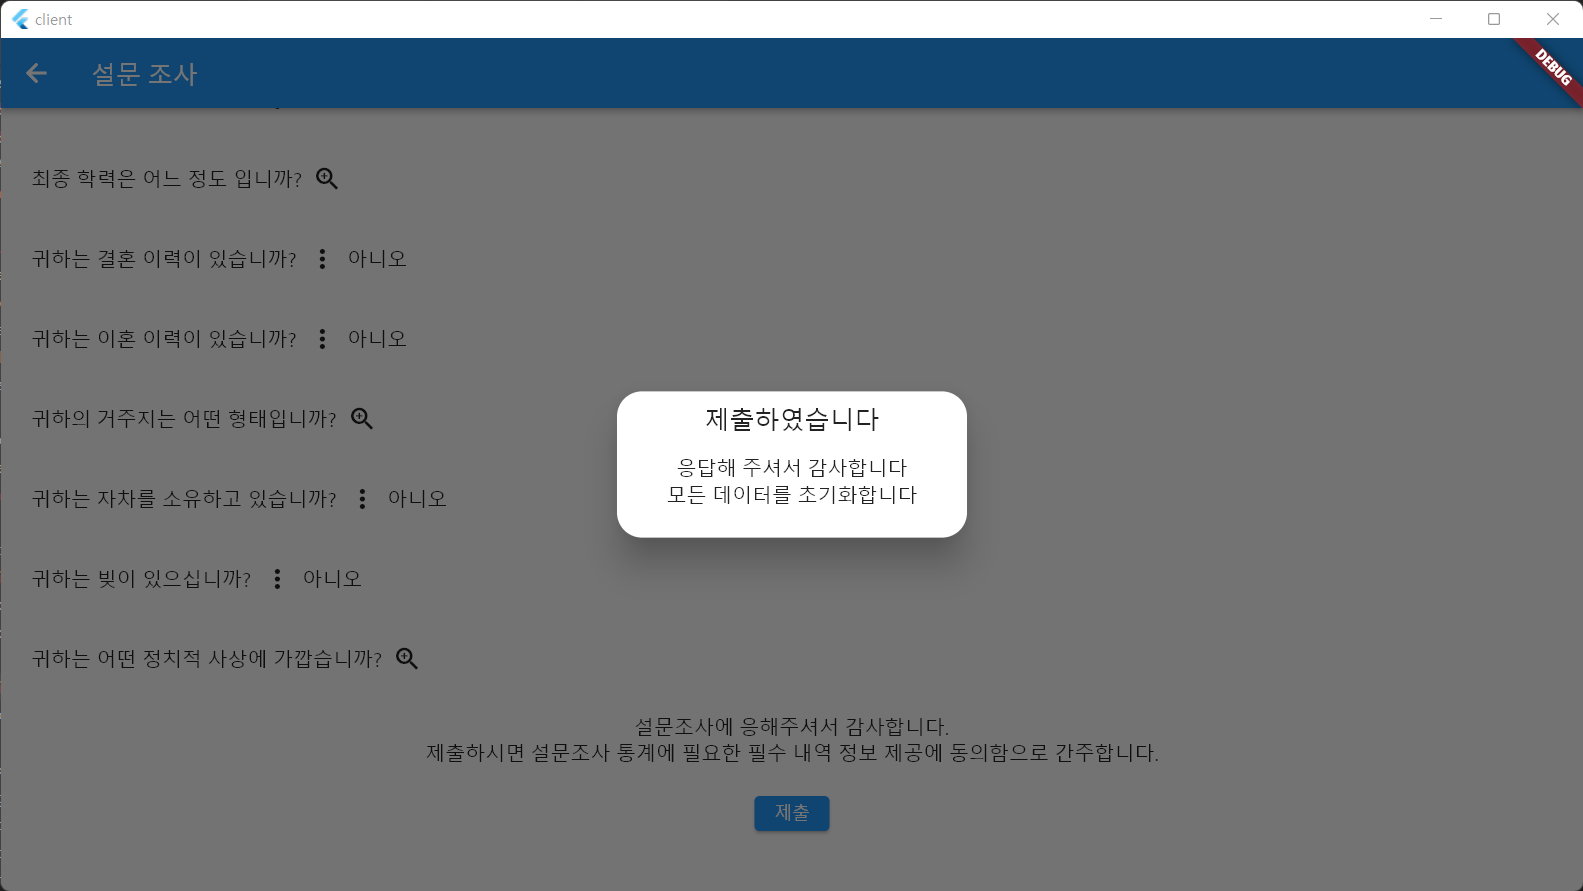 client
설문 조사
DEBUG
최종 학력은 어느 정도 입니까?
귀하는 결혼 이력이 있습니까? 아니오
귀하는 이혼 이력이 있습니까? 아니오
귀하의 거주지는 어떤 형태입니까?
제출하였습니다
응답해 주셔서 감사합니다
모든 데이터를 초기화합니다
귀하는 자차를 소유하고 있습니까? 아니오
귀하는 빚이 있으십니까? 아니오
귀하는 어떤 정치적 사상에 가깝습니까?
설문조사에 응해주셔서 감사합니다.
제출하시면 설문조사 통계에 필요한 필수 내역 정보 제공에 동의함으로 간주합니다.
제출